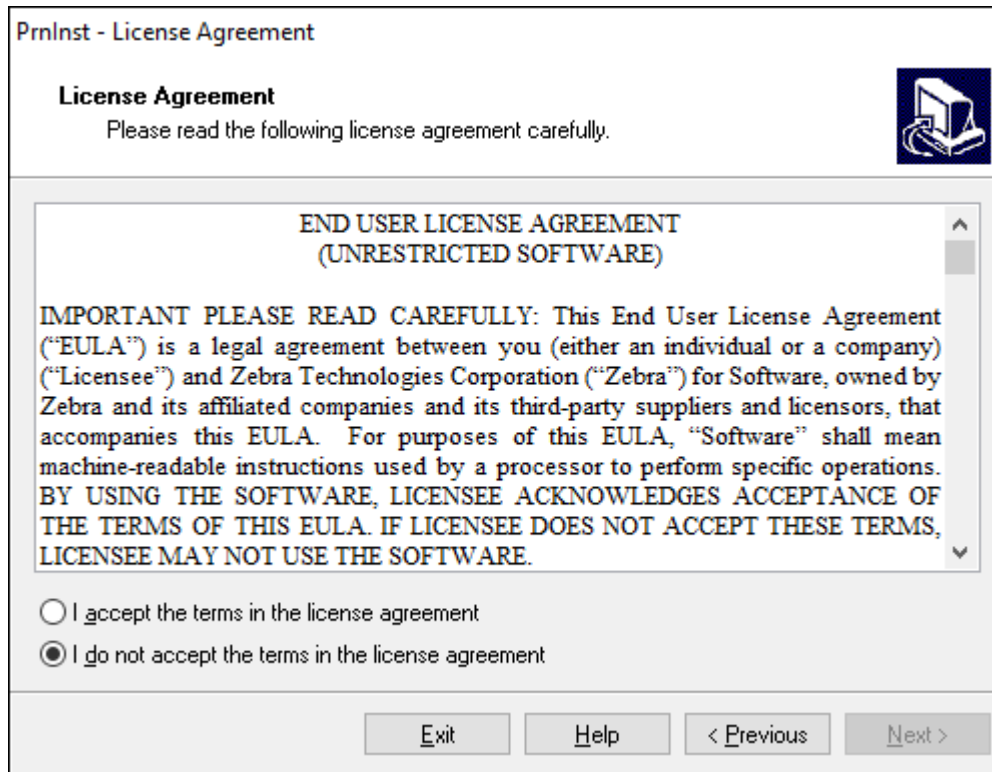 PrnInst - License Agreement
License Agreement
Please read the following license agreement carefully.
END USER LICENSE AGREEMENT
(UNRESTRICTED SOFTWARE)
IMPORTANT PLEASE READ CAREFULLY: This End User License Agreement
(“EULA”) is a legal agreement between you (either an individual or a company)
(“Licensee”) and Zebra Technologies Corporation (“Zebra”) for Software, owned by
Zebra and its affiliated companies and its third-party suppliers and licensors, that
accompanies this EULA.  For purposes of this EULA, “Software” shall mean
machine-readable instructions used by a processor to perform specific operations.
BY USING THE SOFTWARE, LICENSEE ACKNOWLEDGES ACCEPTANCE OF
THE TERMS OF THIS EULA. IF LICENSEE DOES NOT ACCEPT THESE TERMS,
LICENSEE MAY NOT USE THE SOFTWARE.
I accept the terms in the license agreement
I do not accept the terms in the license agreement
Exit Help < Previous Next >